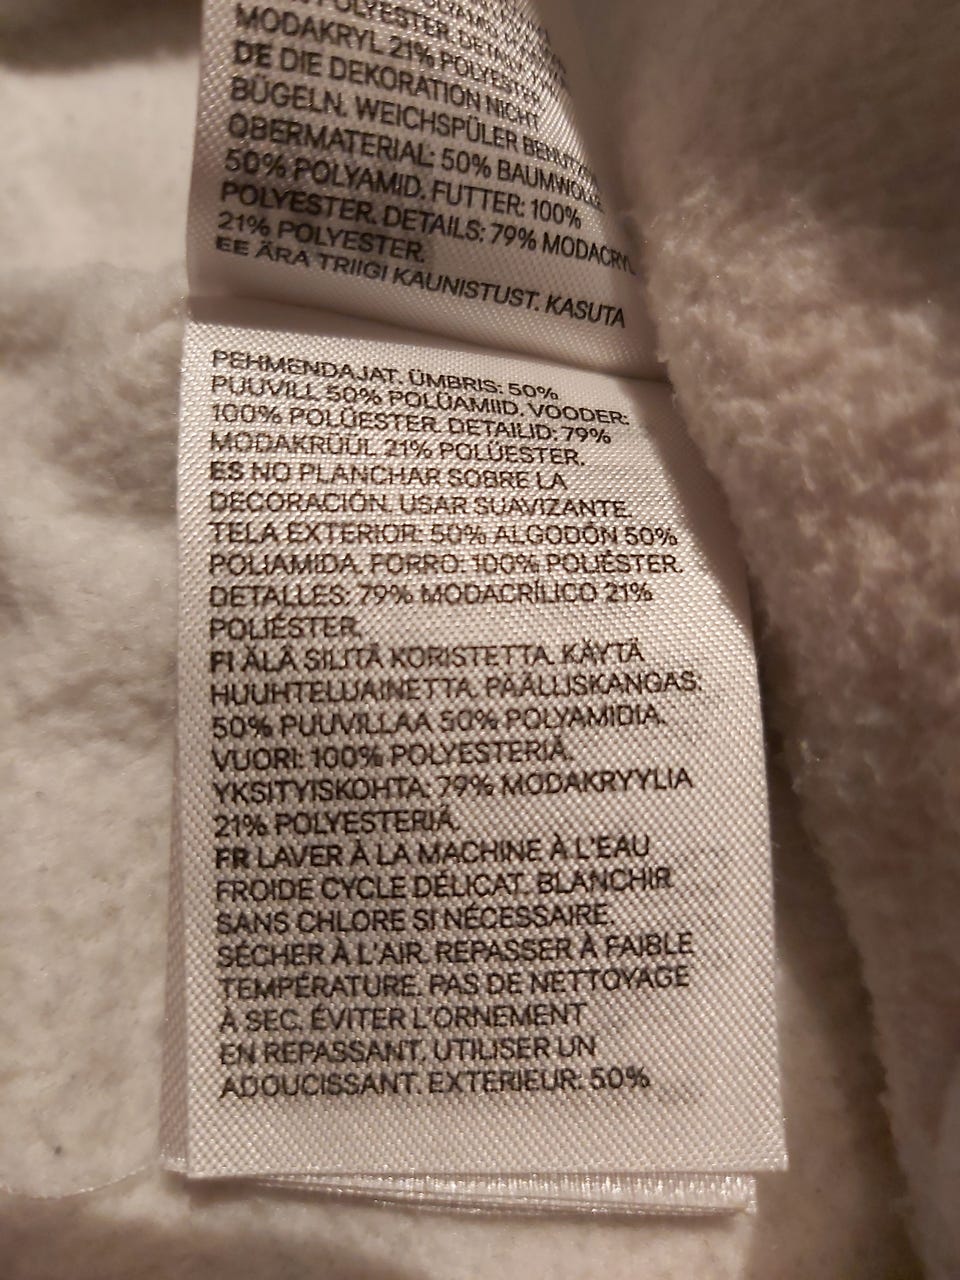 POLYESTER. DETA
MODAKRYL 21% POLYESTER
DE DIE DEKORATION NICHT
BÜGELN. WEICHSPÜLER
OBERMATERIAL: 50% BAUMWOLLE
50% POLYAMID. FUTTER: 100%
POLYESTER. DETAILS: 79% MODACRYL
21% POLYESTER.
EE ÄRA TRIIGI KAUNISTUST. KASUTA
PEHMENDAJAT. ÜMBRIS: 50%
PUUVILL 50% POLÜAMIID. VOODER:
100% POLÜESTER. DETAILID: 79%
MODAKRÜÜL 21% POLÜESTER.
ES NO PLANCHAR SOBRE LA
DECORACIÓN. USAR SUAVIZANTE.
TELA EXTERIOR: 50% ALGODÓN 50%
POLIAMIDA. FORRO: 100% POLIÉSTER.
DETALLES: 79% MODACRÍLICO 21%
POLIÉSTER.
FI ÄLÄ SILITÄ KORISTETTA. KÄYTÄ
HUUHTELUAINETTA. PÄÄLLISKANGAS:
50% PUUVILLAA 50% POLYAMIDIA.
VUORI: 100% POLYESTERIÄ.
YKSITYISKOHTA: 79% MODAKRYYLIA
21% POLYESTERIÄ.
FR LAVER À LA MACHINE À L'EAU
FROIDE CYCLE DÉLICAT. BLANCHIR
SANS CHLORE SI NÉCESSAIRE.
SÉCHER À L'AIR. REPASSER À FAIBLE
TEMPÉRATURE. PAS DE NETTOYAGE
À SEC. ÉVITER L'ORNEMENT
EN REPASSANT. UTILISER UN
ADOUCISSANT. EXTERIEUR: 50%